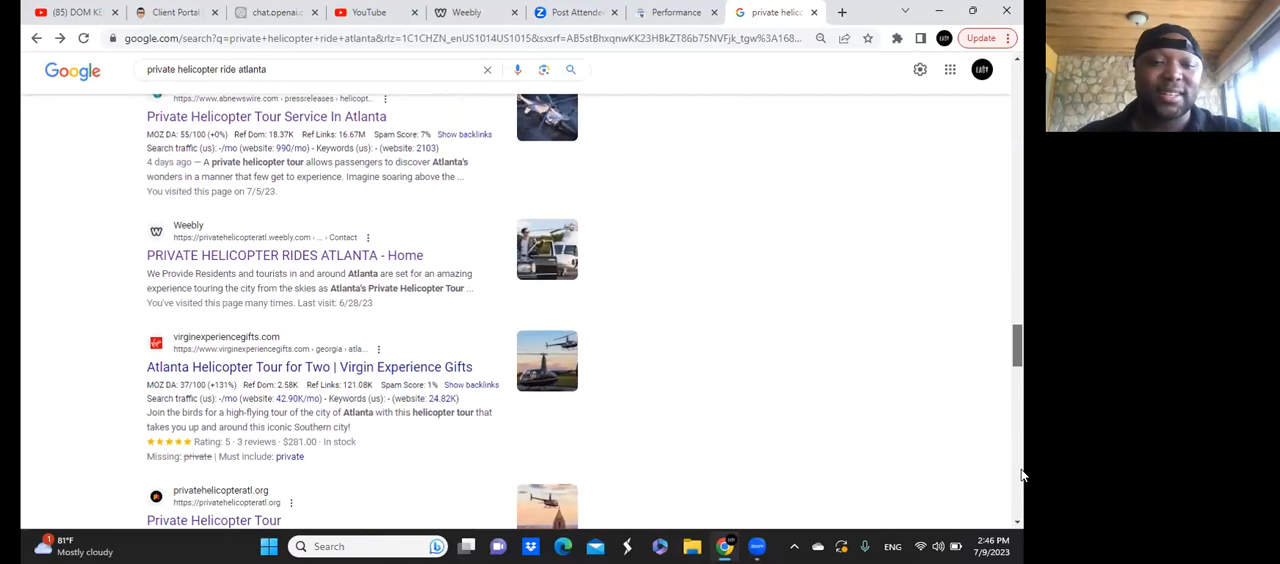 (85) DOM KE
Client Portal |
chat.openai.c
YouTube
Weebly
Post Attende
Performance
private helic
google.com/search?q=private+helicopter+ride+atlanta&rlz=1C1CHZN_enUS1014US1015&sxsrf=AB5stBhxqnwKK23HBkZT86b75NVFjk_tgw%3A168...
Update
Google
private helicopter ride atlanta
https://www.abnewswire.com › pressreleases › helicopt...
Private Helicopter Tour Service In Atlanta
MOZ DA: 55/100 (+0%) Ref Dom: 18.37K Ref Links: 16.67M Spam Score: 7% Show backlinks
Search traffic (us): -/mo (website: 990/mo) - Keywords (us): - (website: 2103)
4 days ago — A private helicopter tour allows passengers to discover Atlanta's
wonders in a manner that few get to experience. Imagine soaring above the ...
You visited this page on 7/5/23.
Weebly
https://privatehelicopteratl.weebly.com › ... › Contact
PRIVATE HELICOPTER RIDES ATLANTA - Home
We Provide Residents and tourists in and around Atlanta are set for an amazing
experience touring the city from the skies as Atlanta's Private Helicopter Tour ...
You've visited this page many times. Last visit: 6/28/23
virginexperiencegifts.com
https://www.virginexperiencegifts.com › georgia › atla...
Atlanta Helicopter Tour for Two | Virgin Experience Gifts
MOZ DA: 37/100 (+131%) Ref Dom: 2.58K Ref Links: 121.08K Spam Score: 1% Show backlinks
Search traffic (us): -/mo (website: 42.90K/mo) - Keywords (us): - (website: 24.82K)
Join the birds for a high-flying tour of the city of Atlanta with this helicopter tour that
takes you up and around this iconic Southern city!
Rating: 5 · 3 reviews · $281.00 · In stock
Missing: private | Must include: private
privatehelicopteratl.org
https://privatehelicopteratl.org
Private Helicopter Tour
1
81°F
Mostly cloudy
Search
zoom
ENG
2:46 PM
7/9/2023